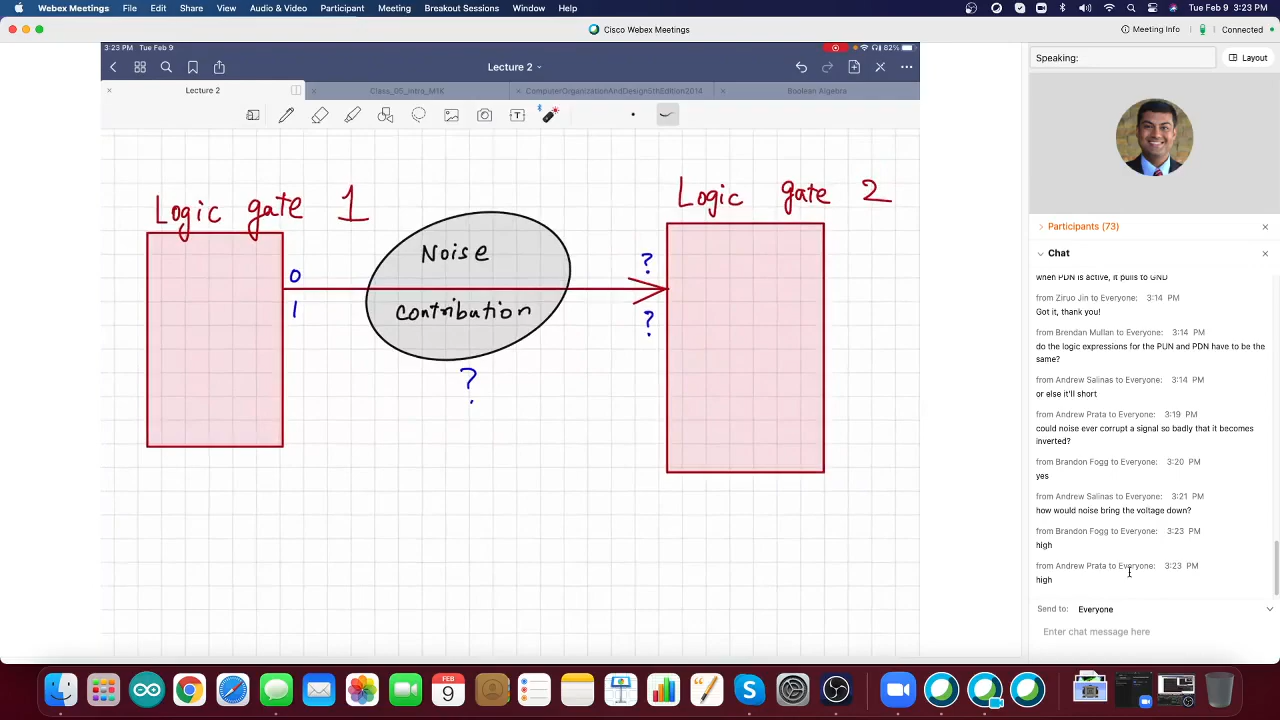 Webex Meetings File Edit Share View Audio & Video Participant Meeting Breakout Sessions Window Help Tue Feb 9 3:23 PM
Cisco Webex Meetings
Meeting Info Connected
3:23 PM Tue Feb 9
82%
Lecture 2
Lecture 2
Class_05_Intra_M1K
ComputerOrganizationAndDesign5thEdition2014
Boolean Algebra
Speaking:
Layout
Logic gate 1
Noise
contribution
?
0
1
?
?
Logic gate 2
Participants (73)
Chat
when PDN is active, it pulls to GND
from Ziruo Jin to Everyone: 3:14 PM
Got it, thank you!
from Brendan Mullan to Everyone: 3:14 PM
do the logic expressions for the PUN and PDN have to be the
same?
from Andrew Salinas to Everyone: 3:14 PM
or else it'll short
from Andrew Prata to Everyone: 3:19 PM
could noise ever corrupt a signal so badly that it becomes
inverted?
from Brandon Fogg to Everyone: 3:20 PM
yes
from Andrew Salinas to Everyone: 3:21 PM
how would noise bring the voltage down?
from Brandon Fogg to Everyone: 3:23 PM
high
from Andrew Prata to Everyone: 3:23 PM
high
Send to: Everyone
Enter chat message here
FEB
9